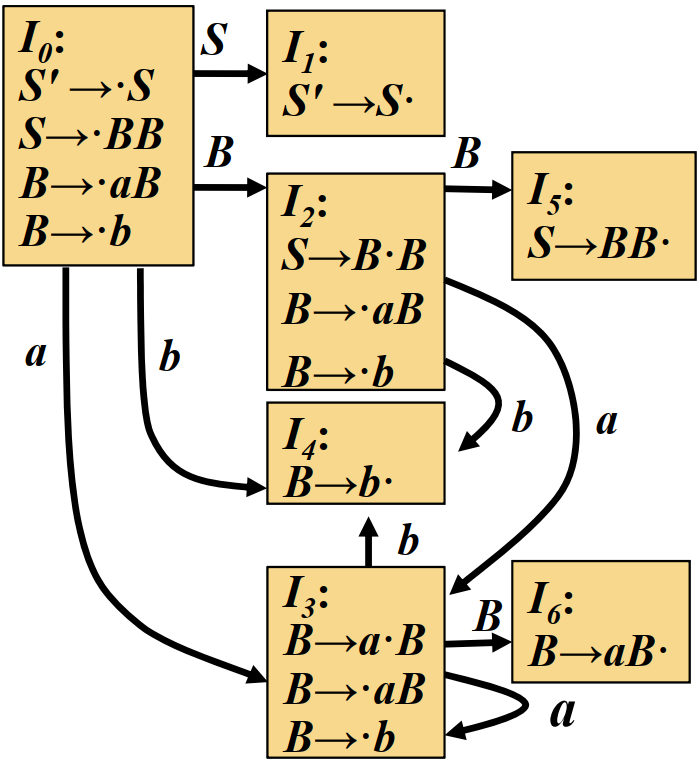 I₀:
S' → ·S
S → ·BB
B → ·aB
B → ·b
S
I₁:
S' → S·
B
I₂:
S → B·B
B → ·aB
B → ·b
B
I₅:
S → BB·
a
b
b
a
I₄:
B → b·
b
I₃:
B → a·B
B → ·aB
B → ·b
B
I₆:
B → aB·
a